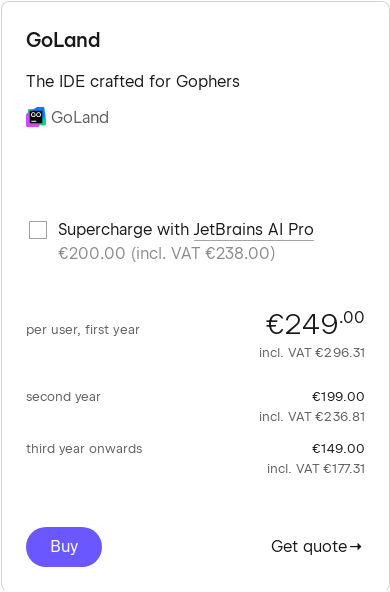 GoLand
The IDE crafted for Gophers
GO GoLand
Supercharge with JetBrains AI Pro
€200.00 (incl. VAT €238.00)
per user, first year €249.00
incl. VAT €296.31
second year €199.00
incl. VAT €236.81
third year onwards €149.00
incl. VAT €177.31
Buy Get quote→